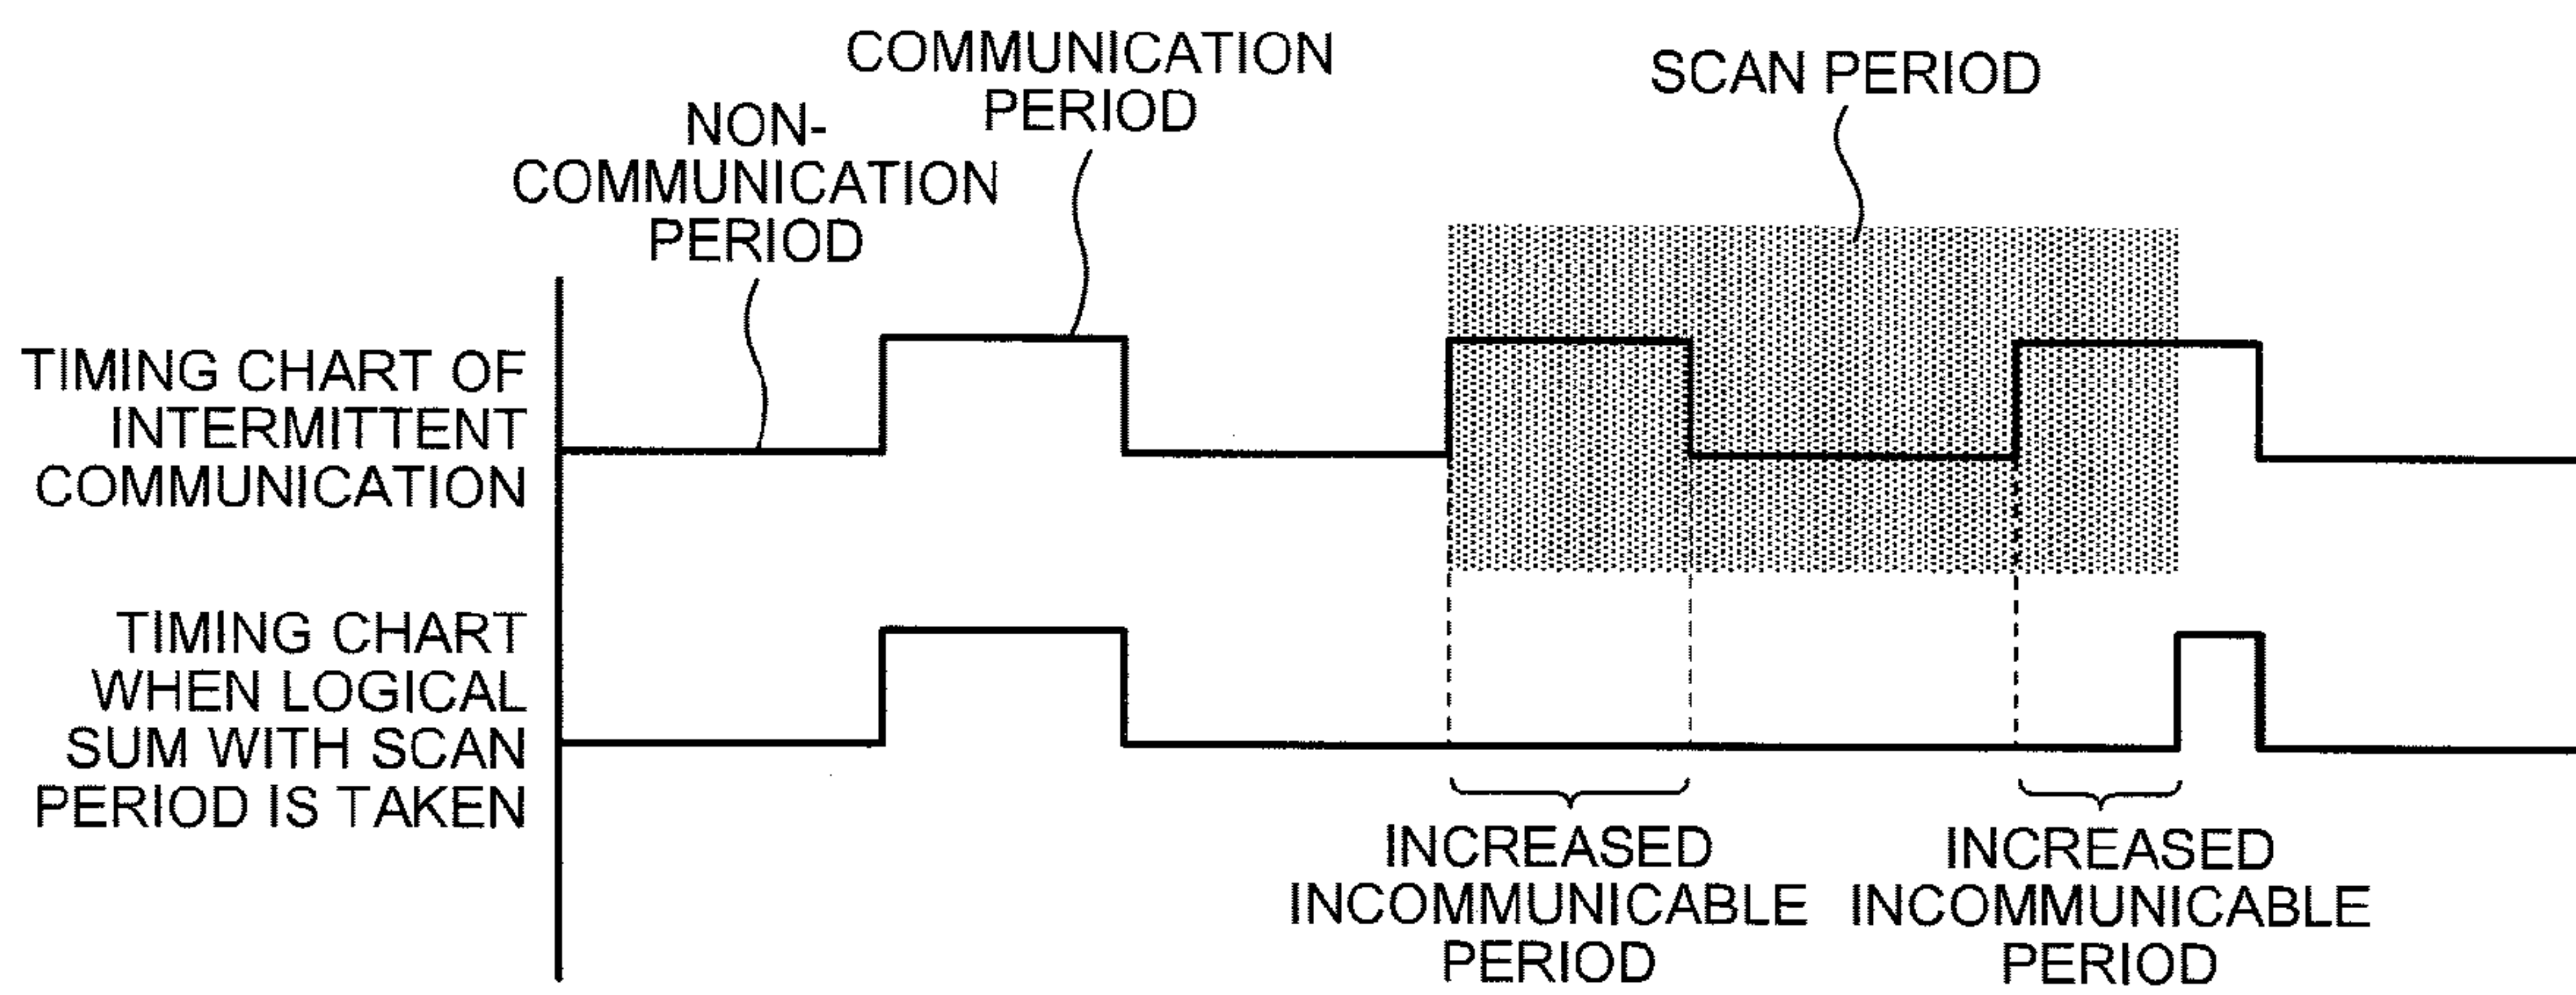 COMMUNICATION
PERIOD
SCAN PERIOD
NON-
COMMUNICATION
PERIOD
TIMING CHART OF
INTERMITTENT
COMMUNICATION
TIMING CHART
WHEN LOGICAL
SUM WITH SCAN
PERIOD IS TAKEN
INCREASED
INCOMMUNICABLE
PERIOD
INCREASED
INCOMMUNICABLE
PERIOD